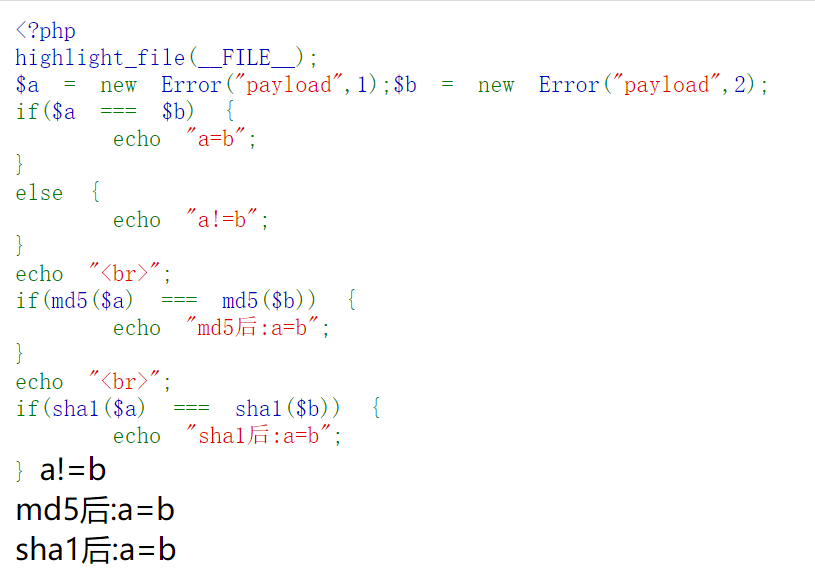 <?php
highlight_file(__FILE__);
$a = new Error("payload",1);$b = new Error("payload",2);
if($a === $b) {
echo "a=b";
}
else {
echo "a!=b";
}
echo "<br>";
if(md5($a) === md5($b)) {
echo "md5后:a=b";
}
echo "<br>";
if(sha1($a) === sha1($b)) {
echo "sha1后:a=b";
} a!=b
md5后:a=b
sha1后:a=b